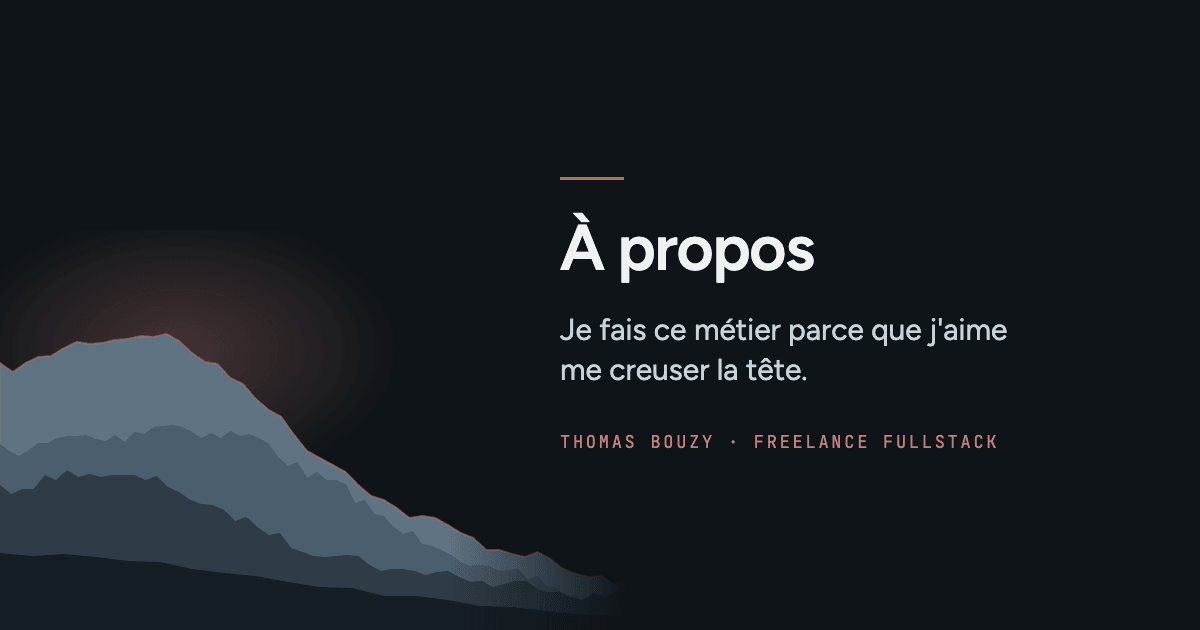 À propos
Je fais ce métier parce que j'aime
me creuser la tête.
THOMAS BOUZY · FREELANCE FULLSTACK